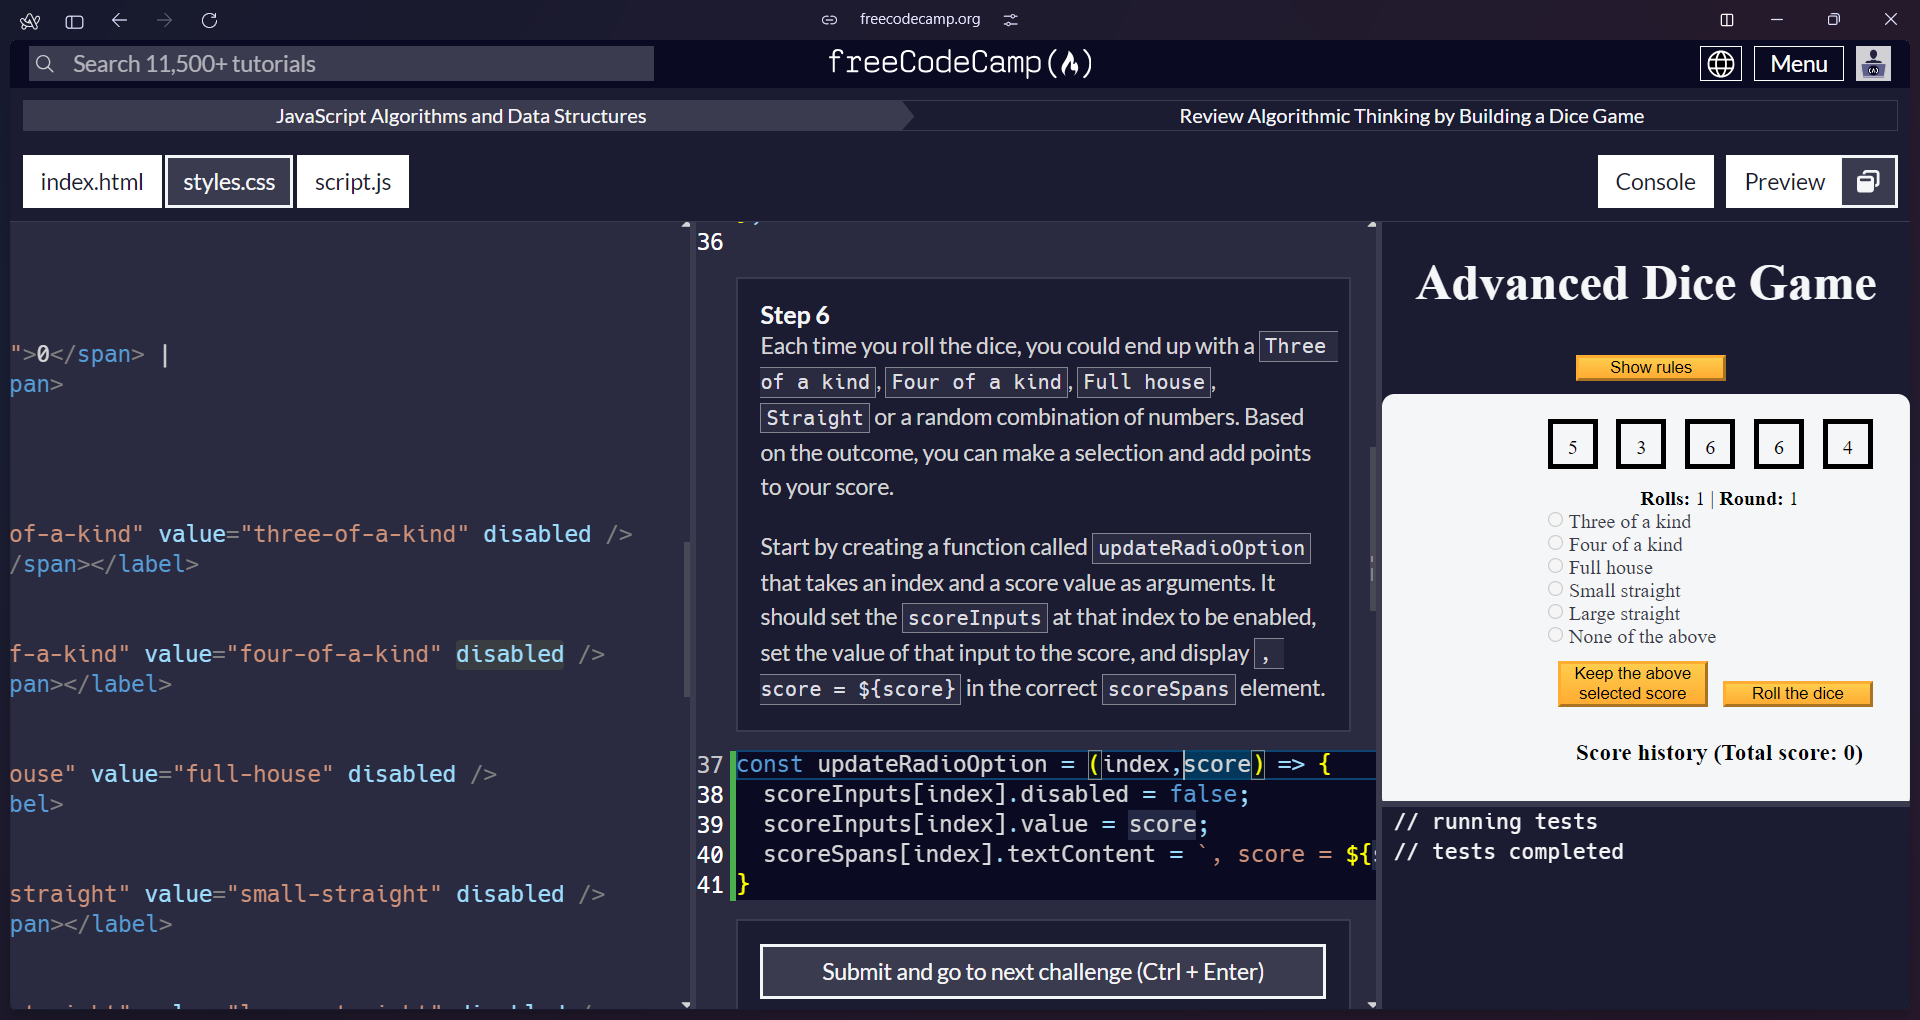 freecodecamp.org
Search 11,500+ tutorials
freeCodeCamp
Menu
JavaScript Algorithms and Data Structures
Review Algorithmic Thinking by Building a Dice Game
index.html
styles.css
script.js
Console
Preview
">0</span> |
pan>
of-a-kind" value="three-of-a-kind" disabled />
/span></label>
f-a-kind" value="four-of-a-kind" disabled />
pan></label>
ouse" value="full-house" disabled />
bel>
straight" value="small-straight" disabled />
pan></label>
36
Step 6
Each time you roll the dice, you could end up with a Three
of a kind, Four of a kind, Full house,
Straight or a random combination of numbers. Based
on the outcome, you can make a selection and add points
to your score.
Start by creating a function called updateRadioOption
that takes an index and a score value as arguments. It
should set the scoreInputs at that index to be enabled,
set the value of that input to the score, and display ,
score = ${score} in the correct scoreSpans element.
37 const updateRadioOption = (index,score) => {
38 scoreInputs[index].disabled = false;
39 scoreInputs[index].value = score;
40 scoreSpans[index].textContent = `, score = ${
41 }
Submit and go to next challenge (Ctrl + Enter)
Advanced Dice Game
Show rules
5 3 6 6 4
Rolls: 1 | Round: 1
Three of a kind
Four of a kind
Full house
Small straight
Large straight
None of the above
Keep the above
selected score
Roll the dice
Score history (Total score: 0)
// running tests
// tests completed